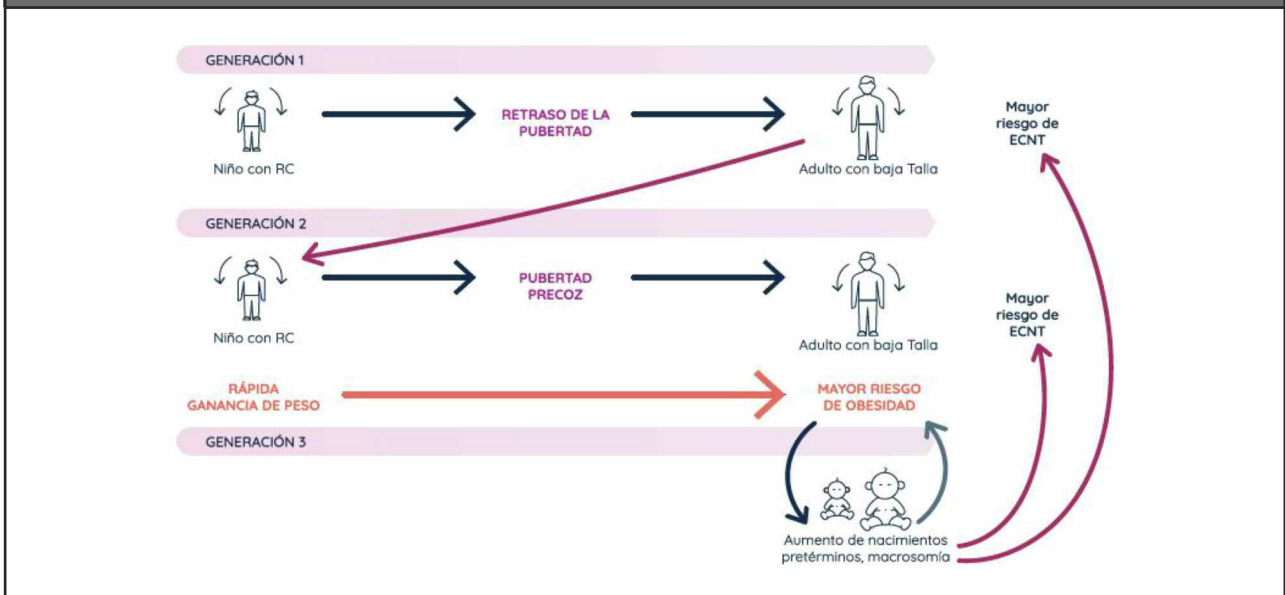 GENERACIÓN 1
Niño con RC
RETRASO DE LA
PUBERTAD
Adulto con baja Talla
Mayor
riesgo de
ECNT
GENERACIÓN 2
Niño con RC
PUBERTAD
PRECOZ
Adulto con baja Talla
Mayor
riesgo de
ECNT
RÁPIDA
GANANCIA DE PESO
MAYOR RIESGO
DE OBESIDAD
GENERACIÓN 3
Aumento de nacimientos
pretérminos, macrosomía